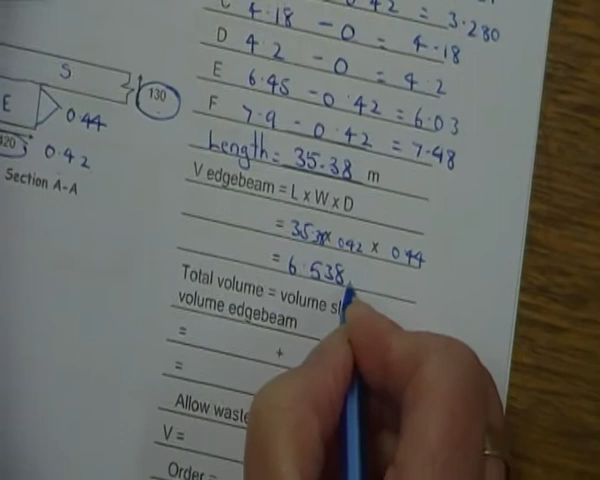 0.42 = 3.280
C 4.18 - 0 = 4.18
D 4.2 - 0 = 4.2
E 6.45 - 0.42 = 6.03
F 7.9 - 0.42 = 7.48
Length = 35.38 m
V edgebeam = L x W x D
= 35.38 x 0.42 x 0.44
= 6.538
Total volume = volume
volume edgebeam
= +
=
Allow waste
V =
Order =
S
130
E
0.44
420
0.42
Section A-A